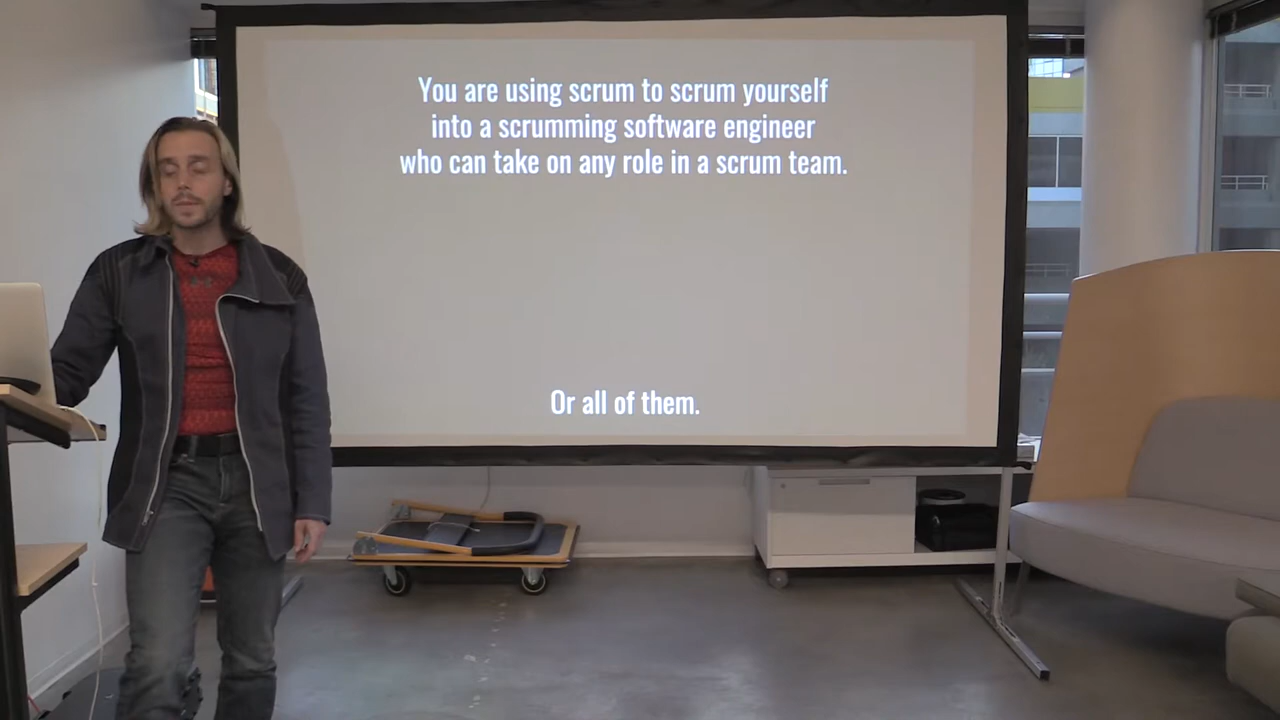 You are using scrum to scrum yourself
into a scrumming software engineer
who can take on any role in a scrum team.
Or all of them.